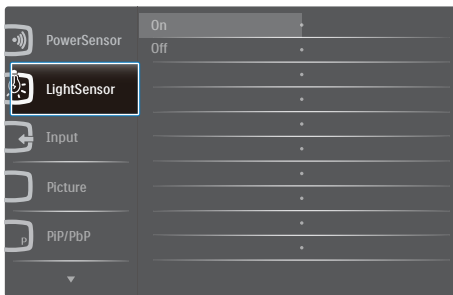 PowerSensor
LightSensor
Input
Picture
P
PiP/PbP
On
Off